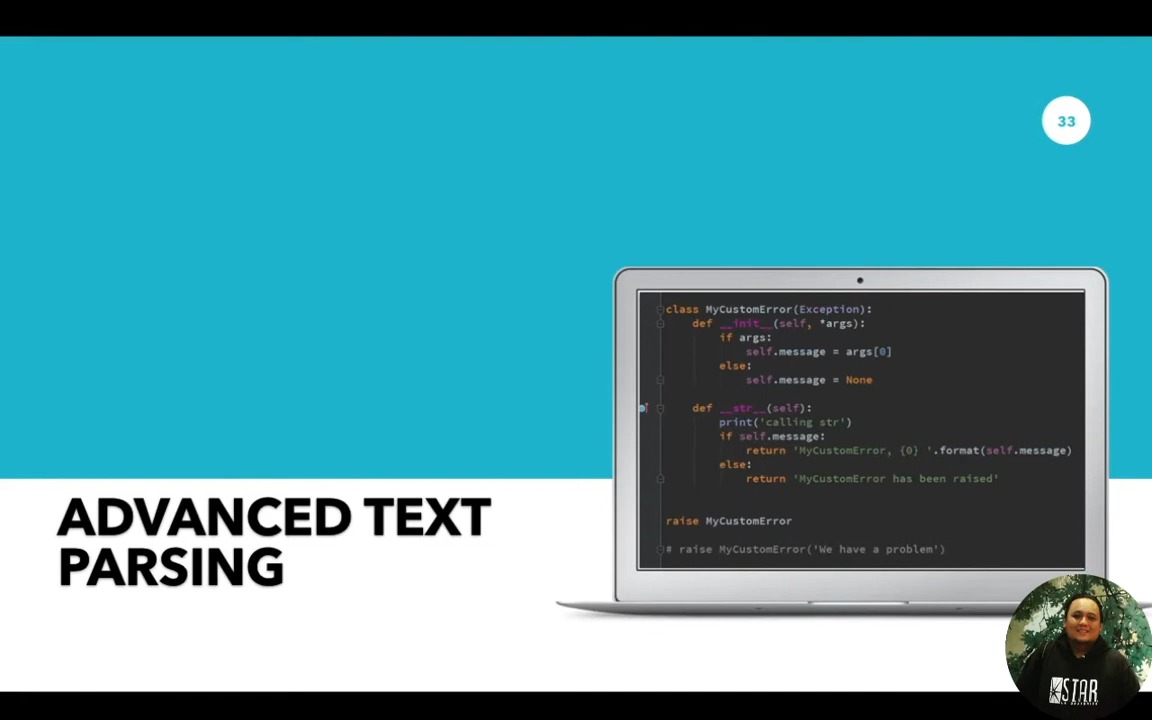 33
class MyCustomError(Exception):
def __init__(self, *args):
if args:
self.message = args[0]
else:
self.message = None
def __str__(self):
print('calling str')
if self.message:
return 'MyCustomError, {0} '.format(self.message)
else:
return 'MyCustomError has been raised'
raise MyCustomError
# raise MyCustomError('We have a problem')
ADVANCED TEXT
PARSING
STAR